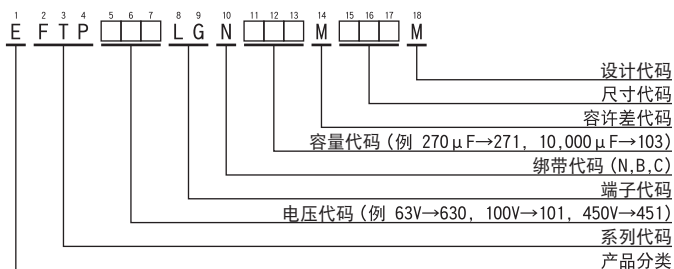 1 2 3 4 5 6 7 8 9 10 11 12 13 14 15 16 17 18
E F T P □□□ L G N □□□ M □□□ M
设计代码
尺寸代码
容许差代码
容量代码 (例 270μF→271, 10,000μF→103)
绑带代码 (N,B,C)
端子代码
电压代码 (例 63V→630, 100V→101, 450V→451)
系列代码
产品分类